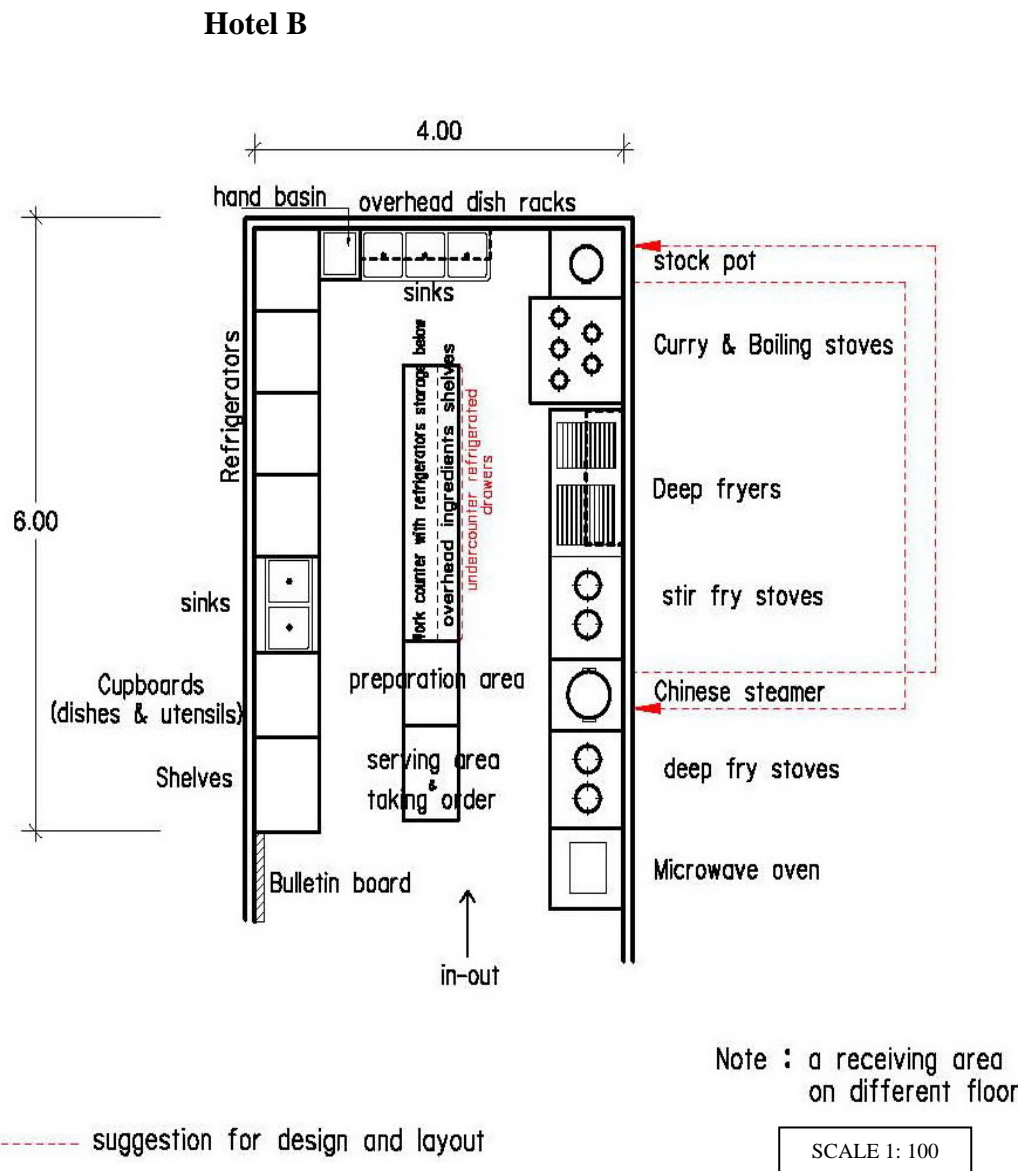 Hotel B
4.00
hand basin
overhead dish racks
sinks
stock pot
Curry & Boiling stoves
Refrigerators
Work counter with refrigerators storage below
overhead ingredients shelves
undercounter refrigerated
drawers
Deep fryers
6.00
sinks
stir fry stoves
Cupboards
(dishes & utensils)
preparation area
Chinese steamer
Shelves
serving area
&
taking order
deep fry stoves
Bulletin board
Microwave oven
in-out
Note : a receiving area
on different floor
suggestion for design and layout
SCALE 1: 100